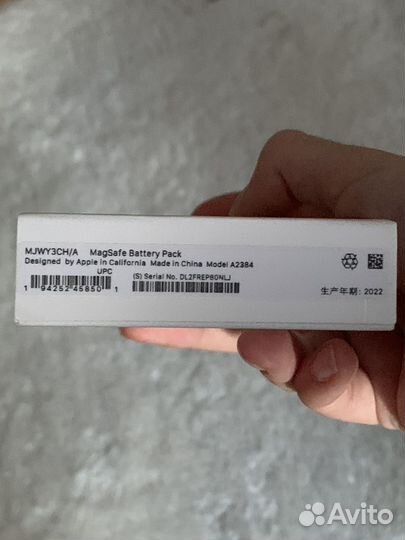 MJWY3CH/A MagSafe Battery Pack
Designed by Apple in California Made in China Model A2384
UPC
(S) Serial No. DL2FREP80NLJ
1 94252 45850 1
生产年期: 2022
Avito